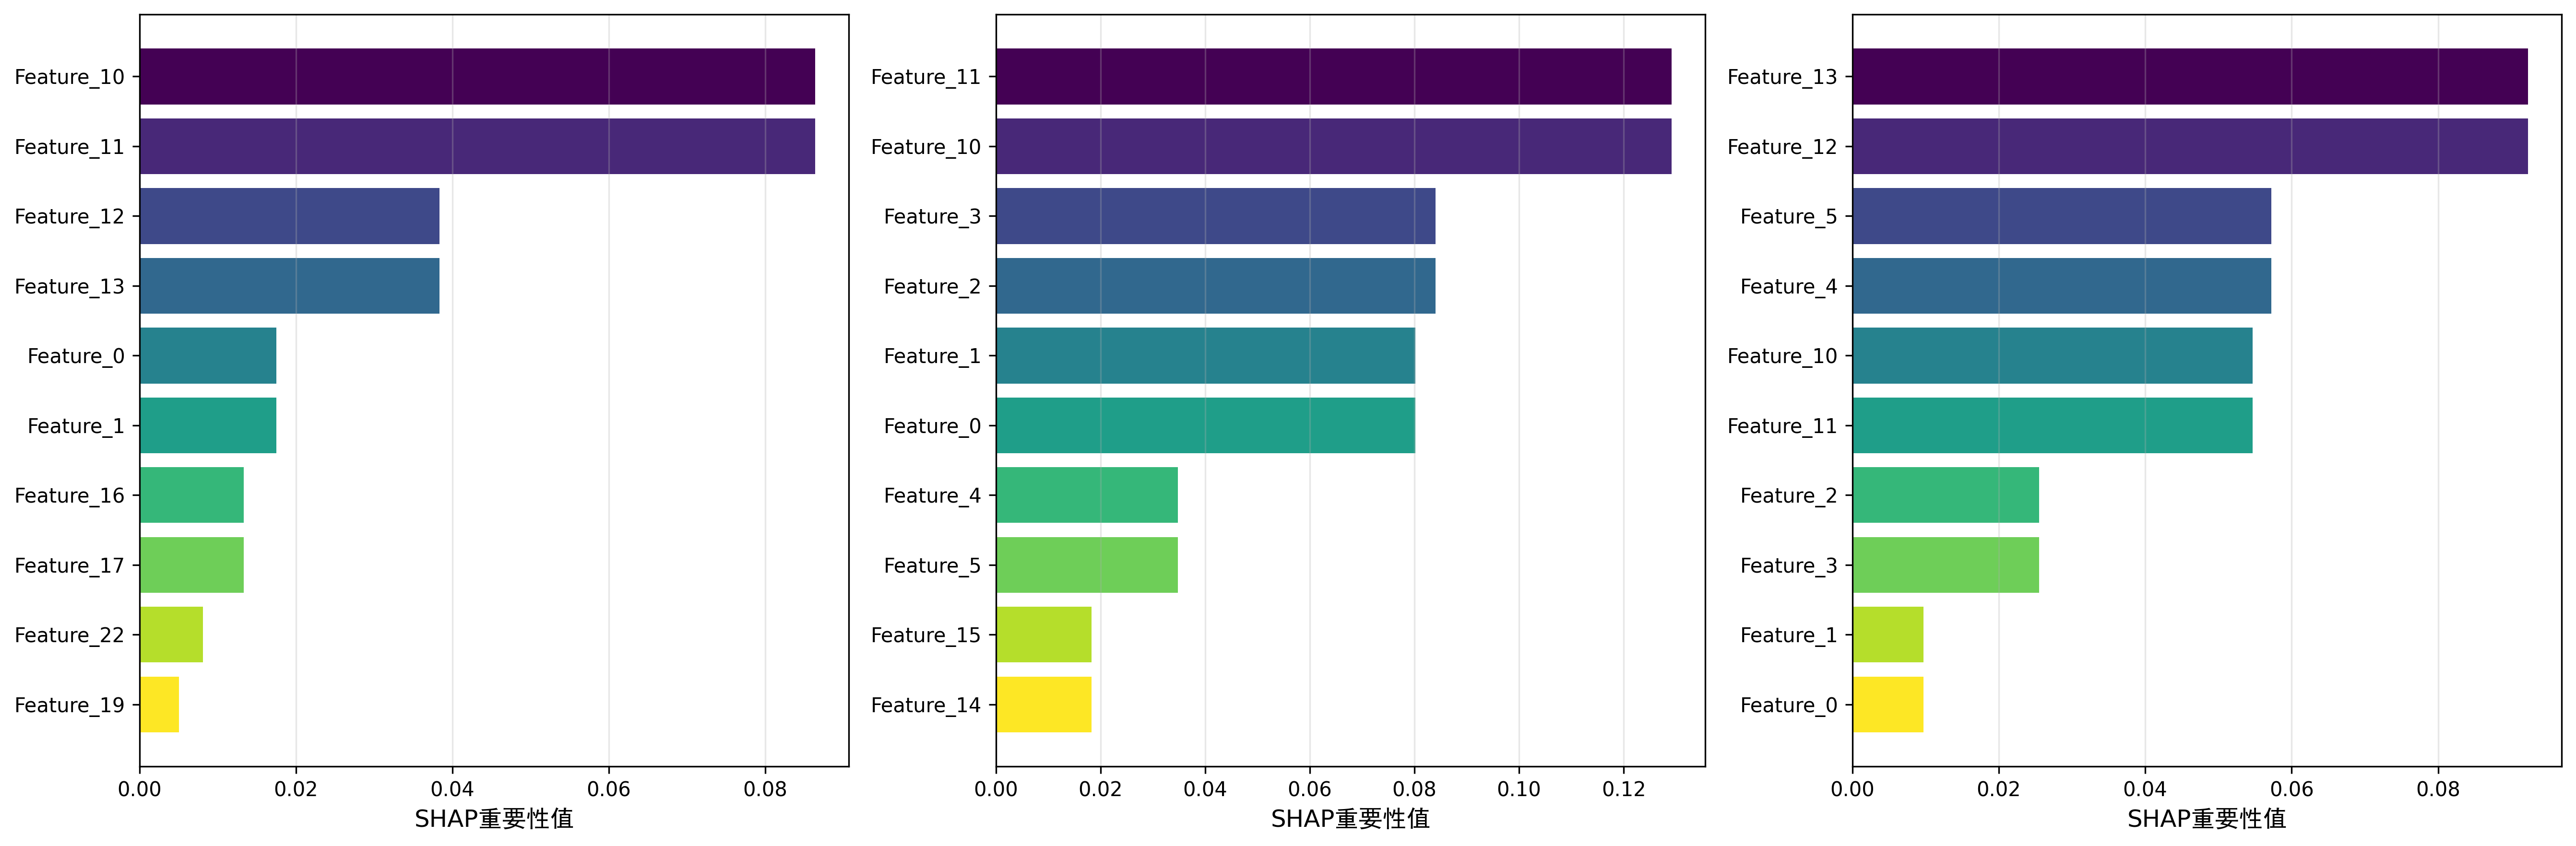 Feature_10
Feature_11
Feature_12
Feature_13
Feature_0
Feature_1
Feature_16
Feature_17
Feature_22
Feature_19
0.00 0.02 0.04 0.06 0.08
SHAP重要性值
Feature_11
Feature_10
Feature_3
Feature_2
Feature_1
Feature_0
Feature_4
Feature_5
Feature_15
Feature_14
0.00 0.02 0.04 0.06 0.08 0.10 0.12
SHAP重要性值
Feature_13
Feature_12
Feature_5
Feature_4
Feature_10
Feature_11
Feature_2
Feature_3
Feature_1
Feature_0
0.00 0.02 0.04 0.06 0.08
SHAP重要性值